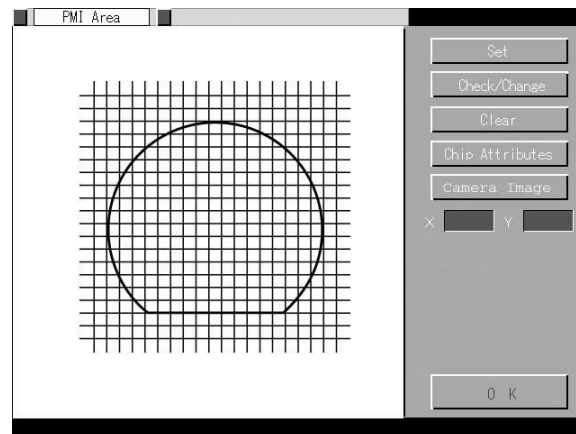 PMI Area
Set
Check/Change
Clear
Chip Attributes
Camera Image
X Y
O K